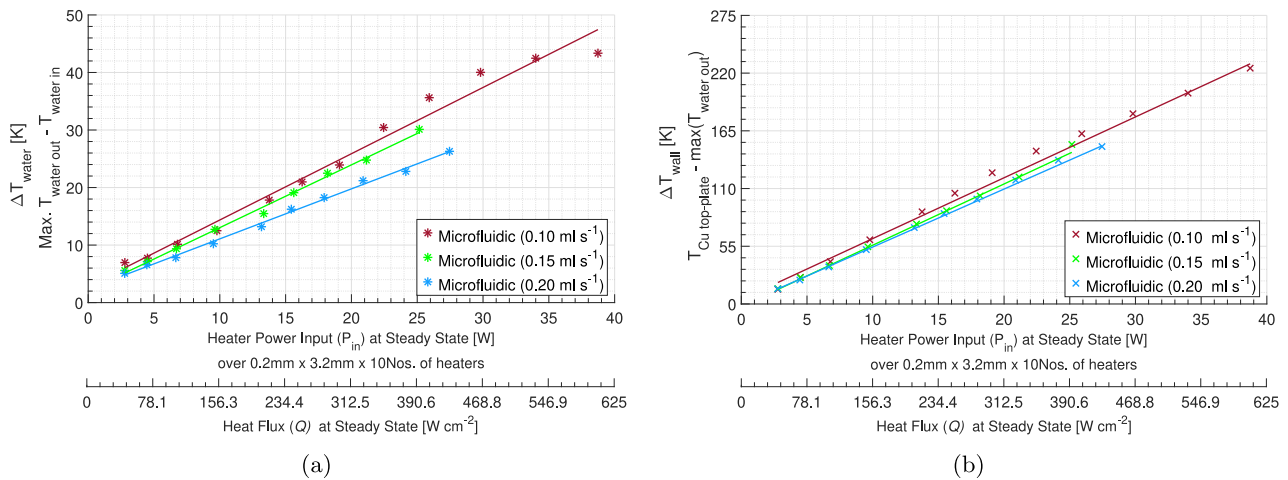 50
40
30
20
10
0
Δ T_water [K]
Max. T_water out - T_water in
Microfluidic (0.10 ml s^-1)
Microfluidic (0.15 ml s^-1)
Microfluidic (0.20 ml s^-1)
0 5 10 15 20 25 30 35 40
Heater Power Input (P_in) at Steady State [W]
over 0.2mm x 3.2mm x 10Nos. of heaters
0 78.1 156.3 234.4 312.5 390.6 468.8 546.9 625
Heat Flux (Q) at Steady State [W cm^-2]
(a)
275
220
165
110
55
0
Δ T_wall [K]
T_Cu top-plate - max(T_water out)
Microfluidic (0.10 ml s^-1)
Microfluidic (0.15 ml s^-1)
Microfluidic (0.20 ml s^-1)
0 5 10 15 20 25 30 35 40
Heater Power Input (P_in) at Steady State [W]
over 0.2mm x 3.2mm x 10Nos. of heaters
0 78.1 156.3 234.4 312.5 390.6 468.8 546.9 625
Heat Flux (Q) at Steady State [W cm^-2]
(b)